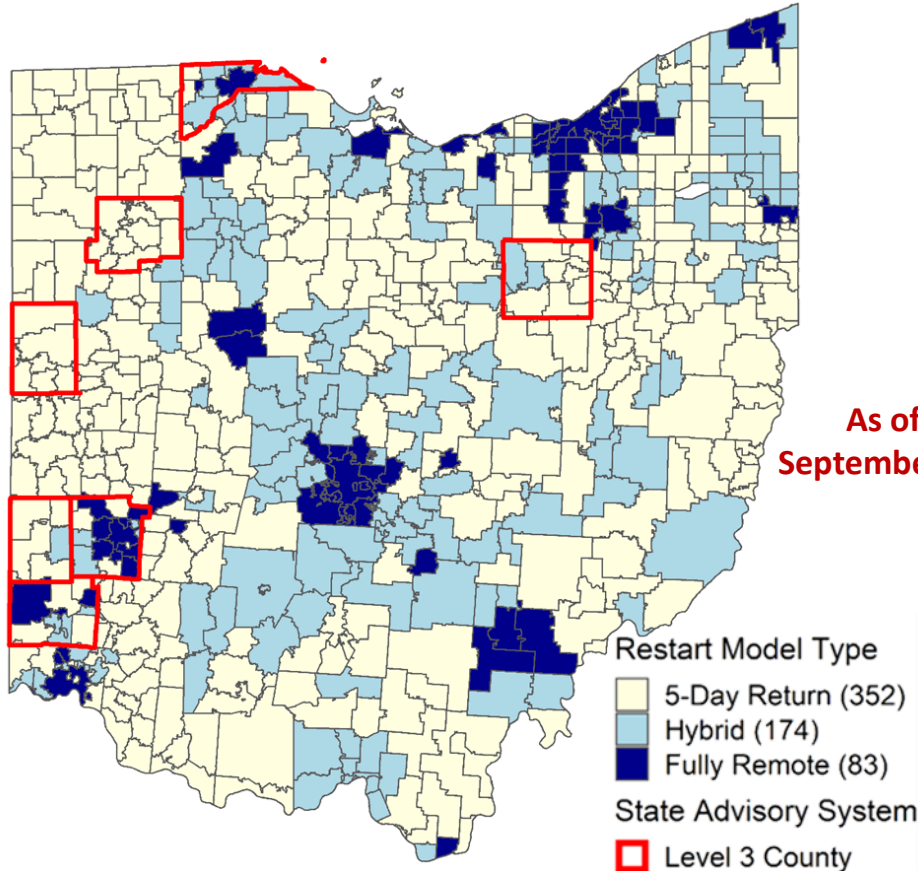 As of
Restart Model Type
5-Day Return (352)
Hybrid (174)
Fully Remote (83)
State Advisory System
Level 3 County